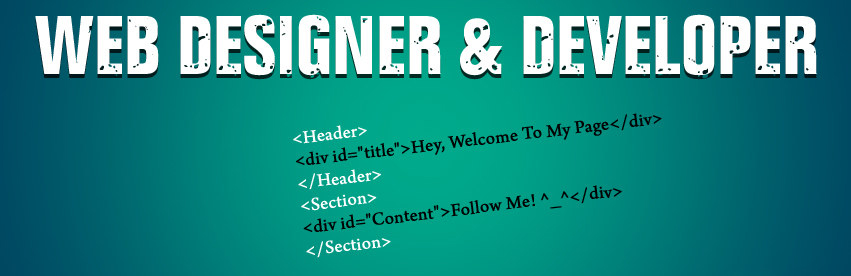 WEB DESIGNER & DEVELOPER
<Header>
<div id="title">Hey, Welcome To My Page</div>
</Header>
<Section>
<div id="Content">Follow Me! ^_^</div>
</Section>